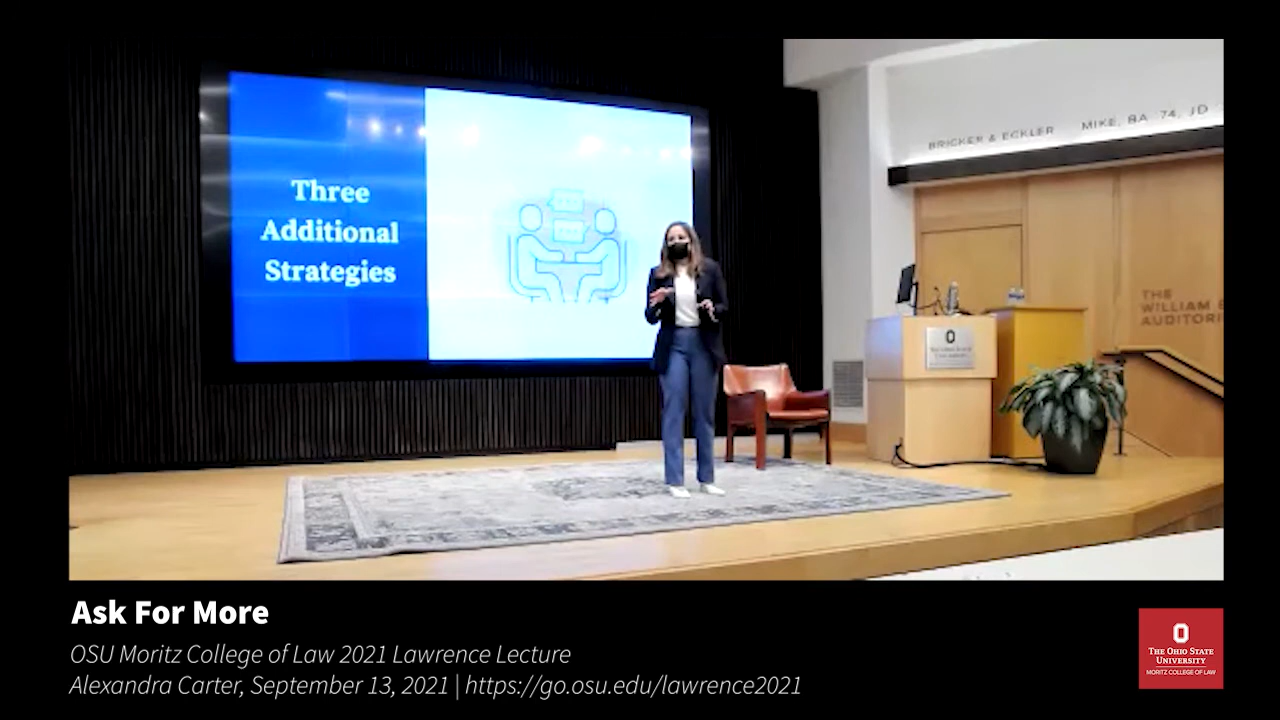 Three
Additional
Strategies
BRICKER & ECKLER MIKE, BA '74, JD
THE
WILLIAM B
AUDITORI
Ask For More
OSU Moritz College of Law 2021 Lawrence Lecture
Alexandra Carter, September 13, 2021 | https://go.osu.edu/lawrence2021
THE OHIO STATE
UNIVERSITY
MORITZ COLLEGE OF LAW